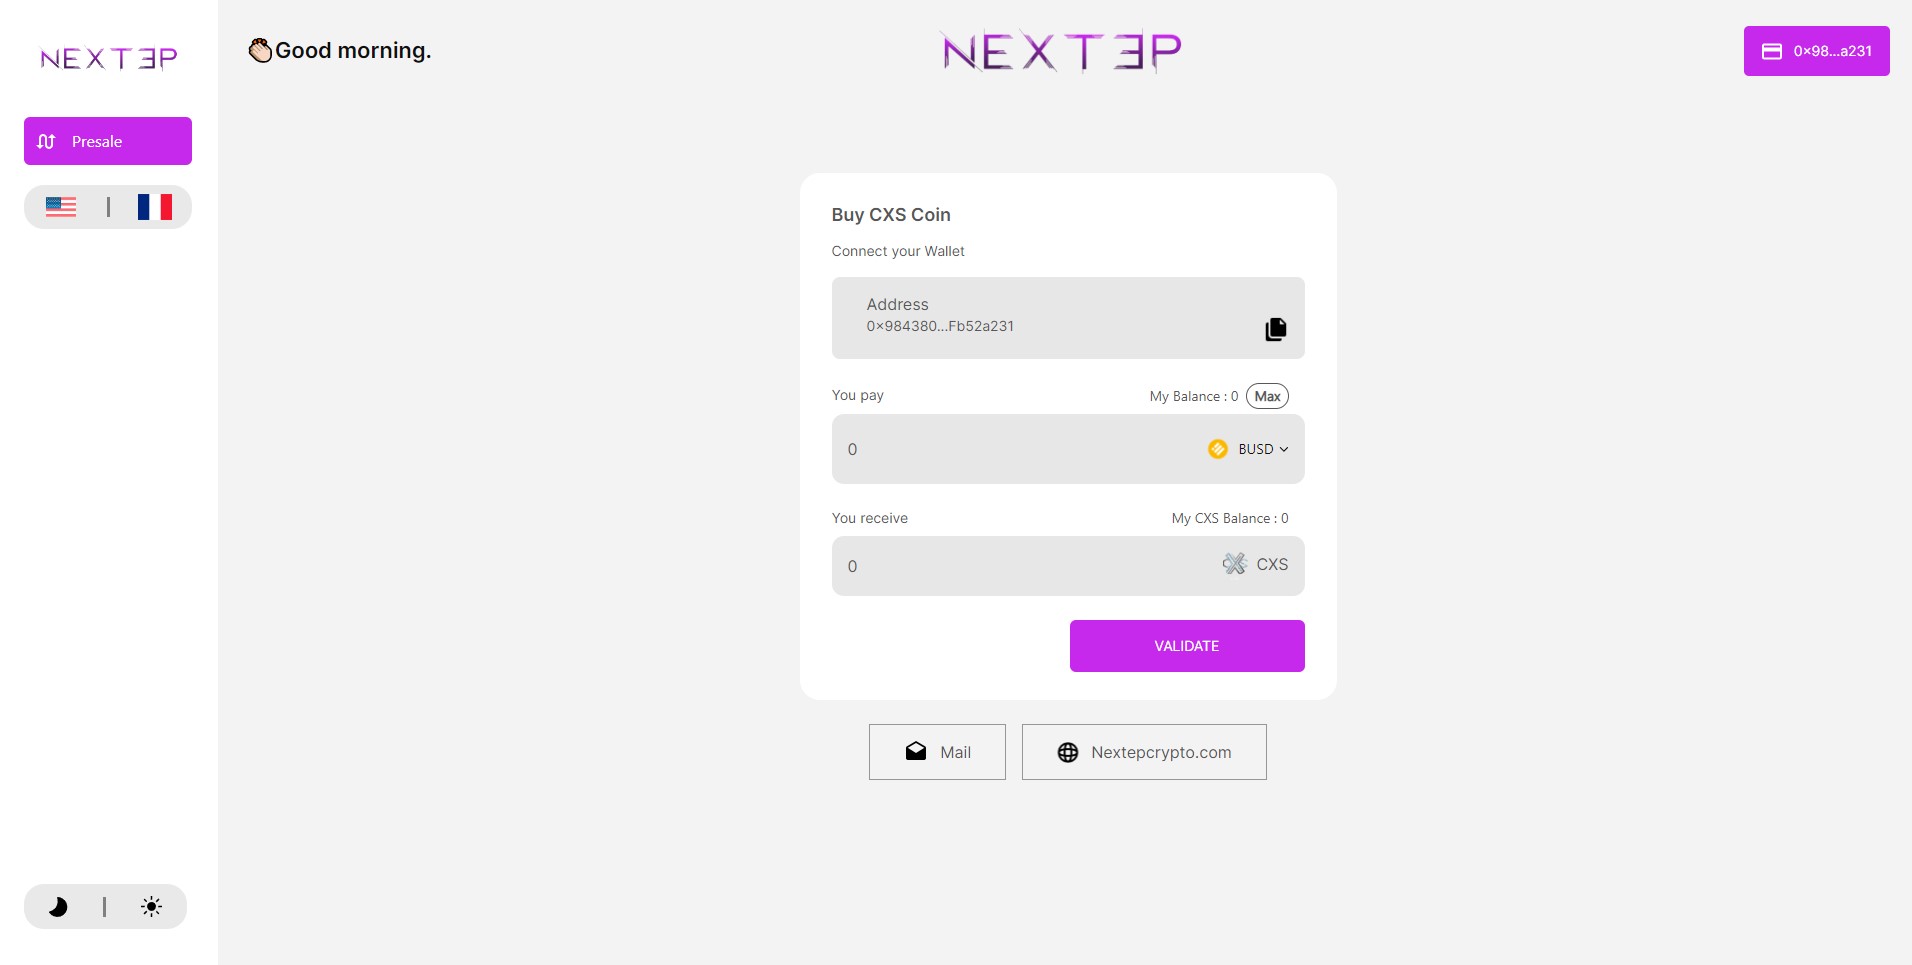 NEXTEP
Presale
Good morning.
NEXTEP
0×98...a231
Buy CXS Coin
Connect your Wallet
Address
0×984380...Fb52a231
You pay
My Balance : 0 Max
0
BUSD
You receive
My CXS Balance : 0
0
CXS
VALIDATE
Mail
Nextepcrypto.com